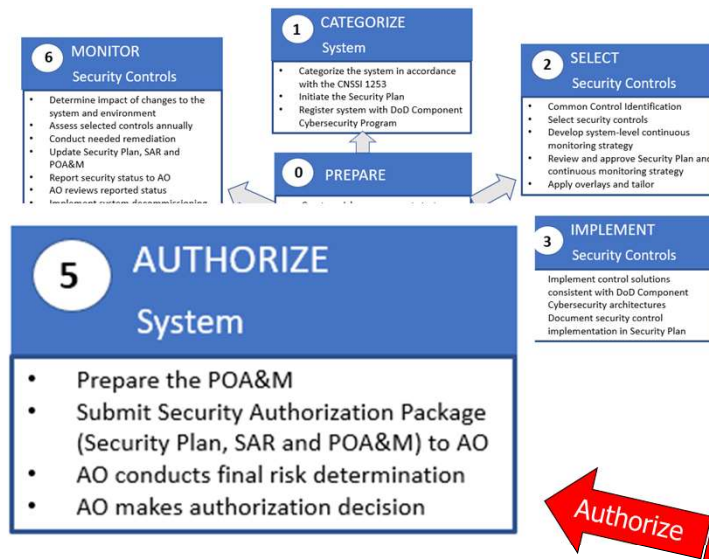 1
CATEGORIZE
System
• Categorize the system in accordance
with the CNSSI 1253
• Initiate the Security Plan
• Register system with DoD Component
Cybersecurity Program
6
MONITOR
Security Controls
• Determine impact of changes to the
system and environment
• Assess selected controls annually
• Conduct needed remediation
• Update Security Plan, SAR and
POA&M
• Report security status to AO
• AO reviews reported status
• Implement system decommissioning
2
SELECT
Security Controls
• Common Control Identification
• Select security controls
• Develop system-level continuous
monitoring strategy
• Review and approve Security Plan and
continuous monitoring strategy
• Apply overlays and tailor
0
PREPARE
3
IMPLEMENT
Security Controls
Implement control solutions
consistent with DoD Component
Cybersecurity architectures
Document security control
implementation in Security Plan
5
AUTHORIZE
System
• Prepare the POA&M
• Submit Security Authorization Package
(Security Plan, SAR and POA&M) to AO
• AO conducts final risk determination
• AO makes authorization decision
Authorize